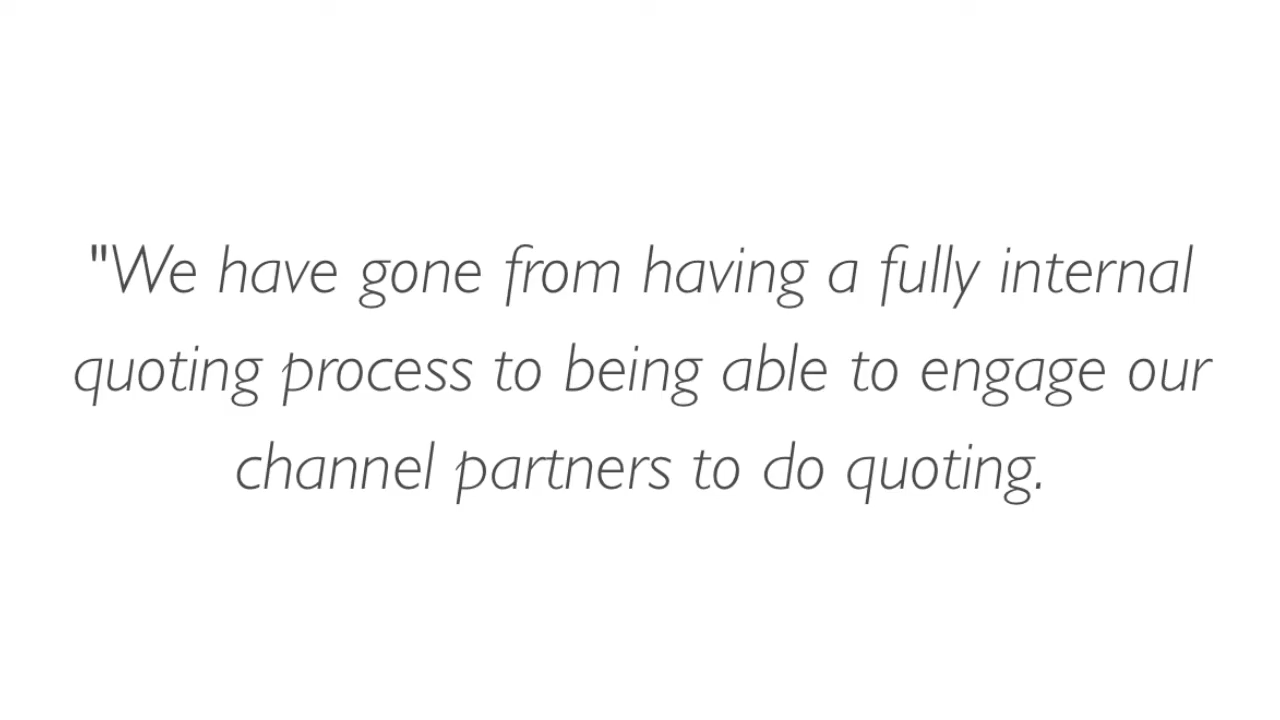 "We have gone from having a fully internal
quoting process to being able to engage our
channel partners to do quoting.